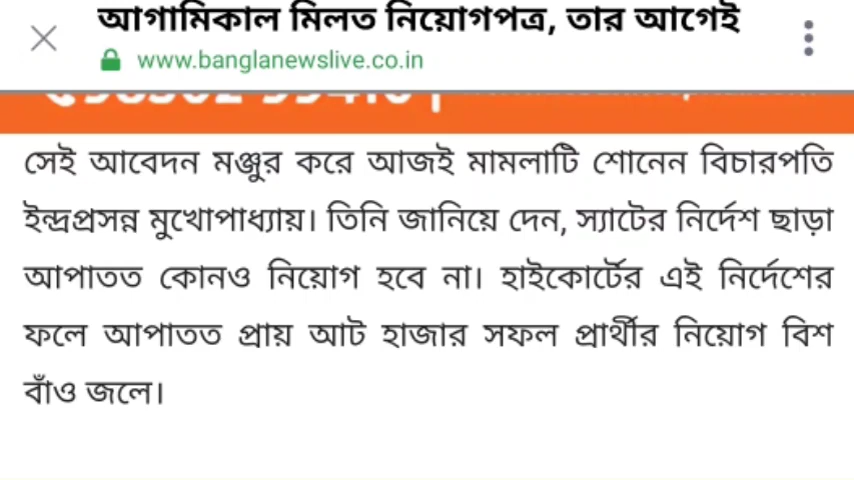 আগামিকাল মিলত নিয়োগপত্র, তার আগেই
www.banglanewslive.co.in
সেই আবেদন মঞ্জুর করে আজই মামলাটি শোনেন বিচারপতি
ইন্দ্রপ্রসন্ন মুখোপাধ্যায়। তিনি জানিয়ে দেন, স্যাটের নির্দেশ ছাড়া
আপাতত কোনও নিয়োগ হবে না। হাইকোর্টের এই নির্দেশের
ফলে আপাতত প্রায় আট হাজার সফল প্রার্থীর নিয়োগ বিশ
বাঁও জলে।